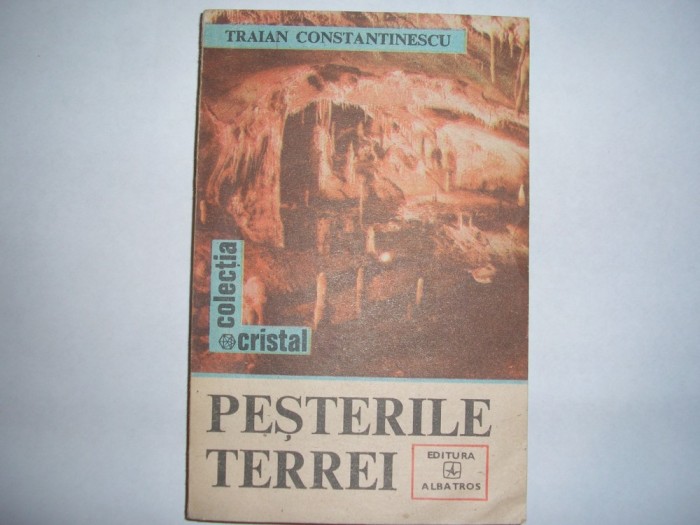 TRAIAN CONSTANTINESCU
colecția
cristal
PEȘTERILE
TERREI
EDITURA
ALBATROS